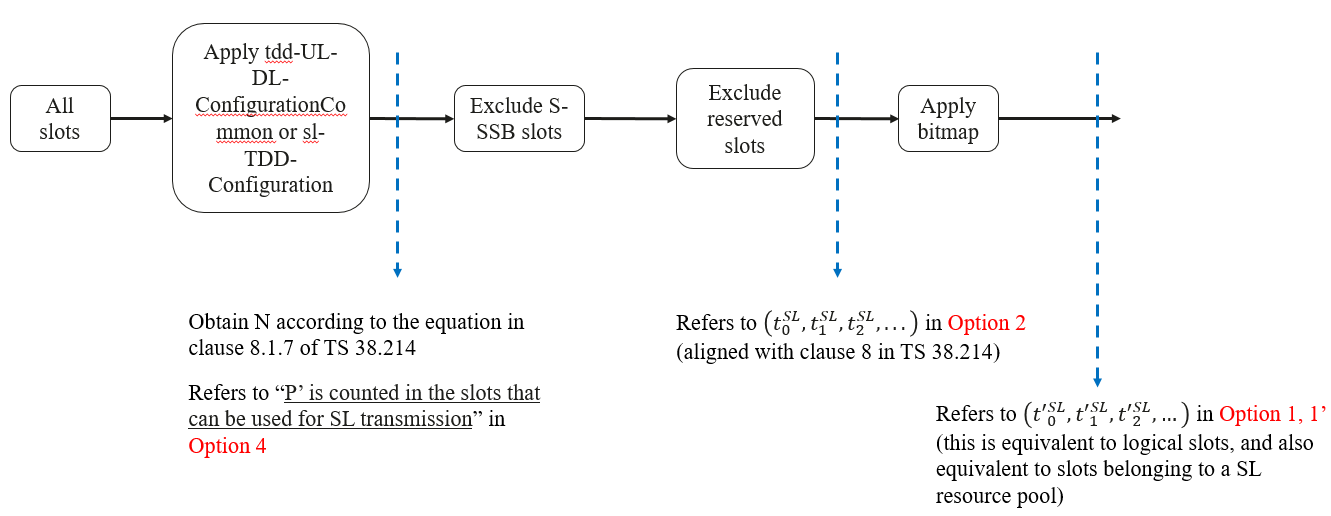 All
slots
Apply tdd-UL-
DL-
ConfigurationCo
mmon or sl-
TDD-
Configuration
Exclude S-
SSB slots
Exclude
reserved
slots
Apply
bitmap
Obtain N according to the equation in
clause 8.1.7 of TS 38.214
Refers to “P’ is counted in the slots that
can be used for SL transmission” in
Option 4
Refers to (t_0^{SL}, t_1^{SL}, t_2^{SL}, ...) in Option 2
(aligned with clause 8 in TS 38.214)
Refers to (t'_0^{SL}, t'_1^{SL}, t'_2^{SL}, ...) in Option 1, 1’
(this is equivalent to logical slots, and also
equivalent to slots belonging to a SL
resource pool)